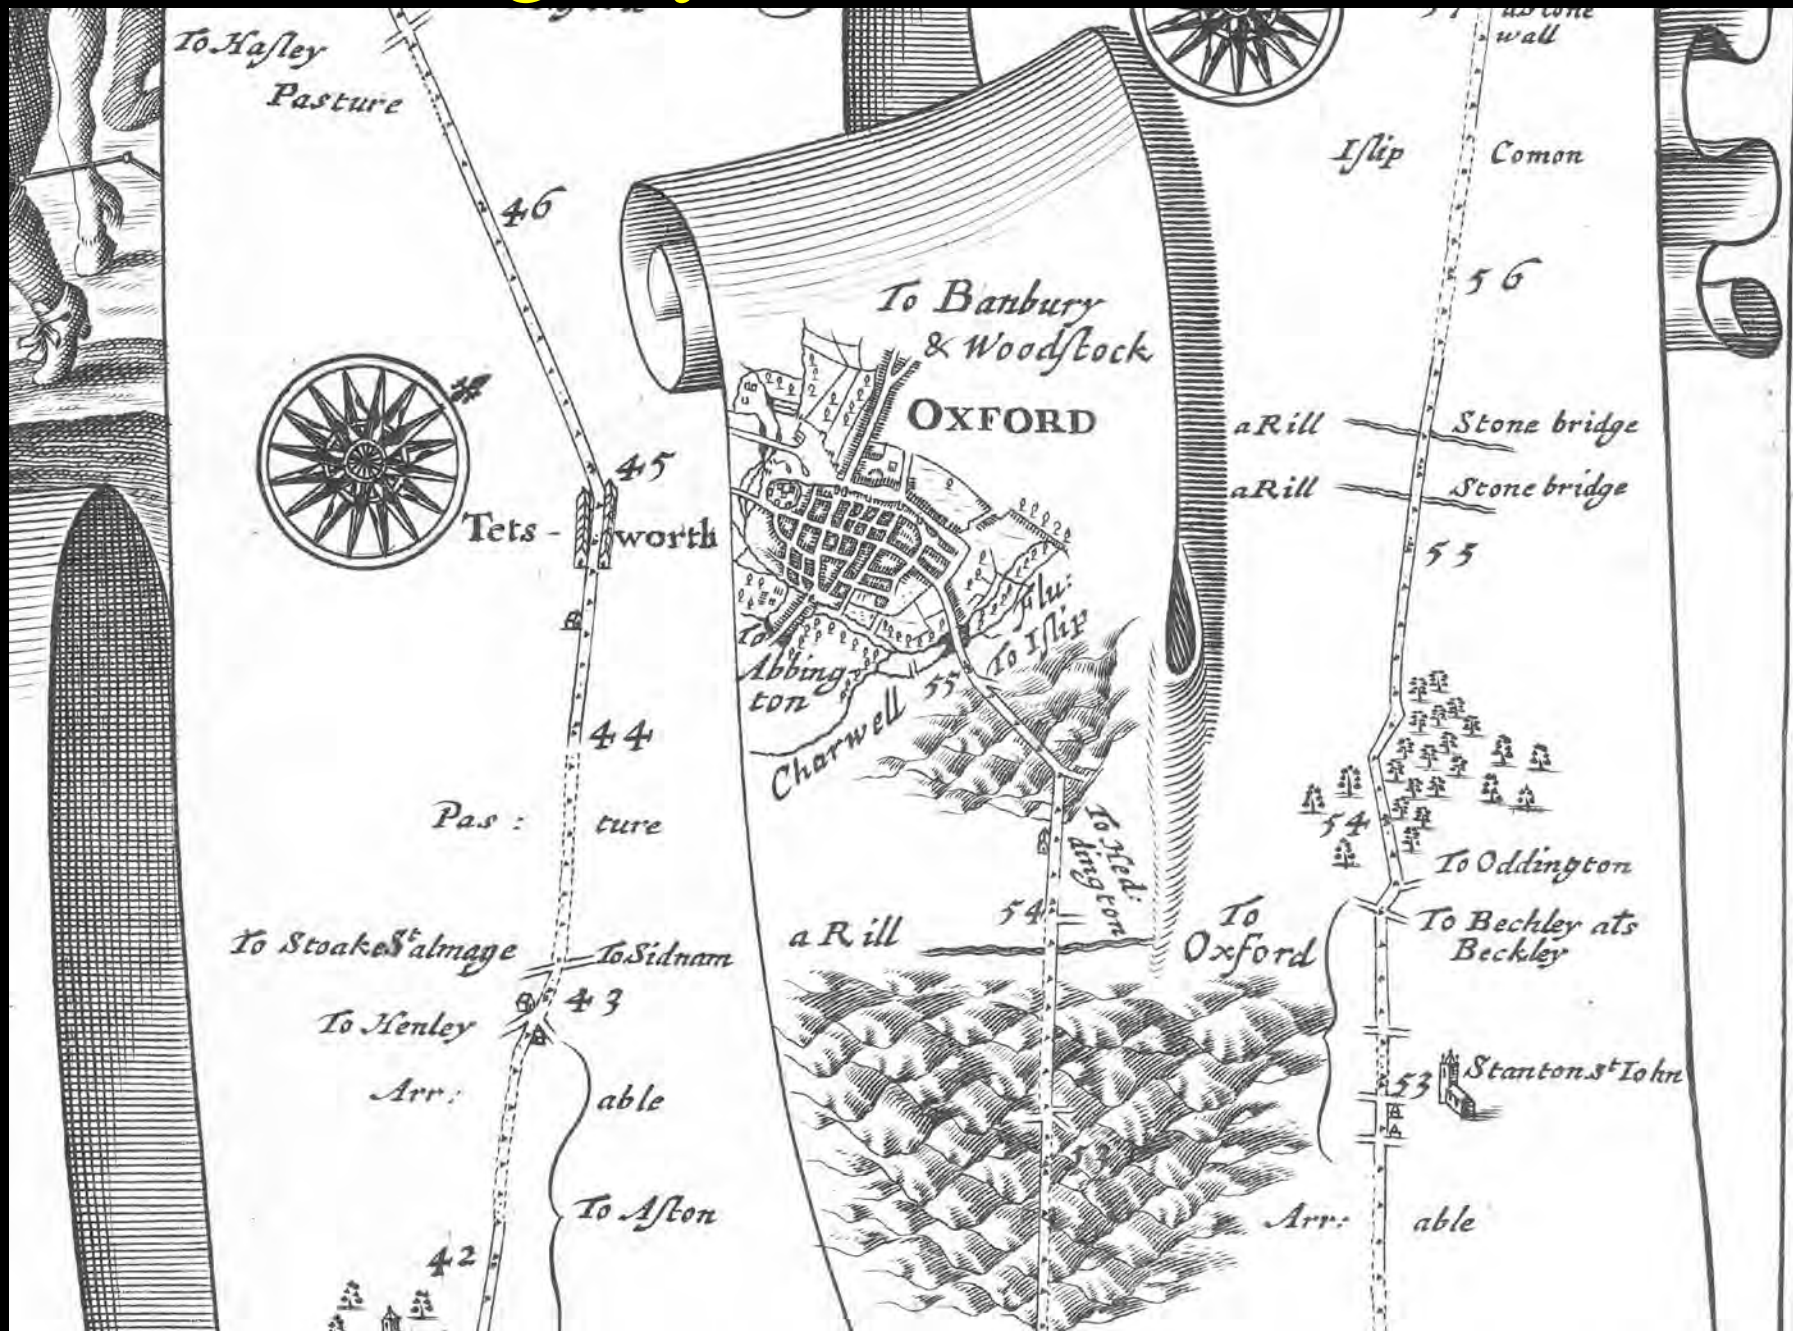 To Haſley
Pasture
46
45
Tets-worth
44
Pas: ture
To Stoake St almage
To Sidnam
43
To Henley
Arr: able
To Aſton
42
To Banbury
& Woodſtock
OXFORD
Flu:
To Iſlip
To
Abbing
ton
55
Charwell
To Hed:
dington
54
a Rill
wall
Iſlip Comon
56
a Rill Stone bridge
a Rill Stone bridge
55
54
To Oddington
To
Oxford
To Bechley ats
Beckley
53
Stanton st Iohn
Arr: able